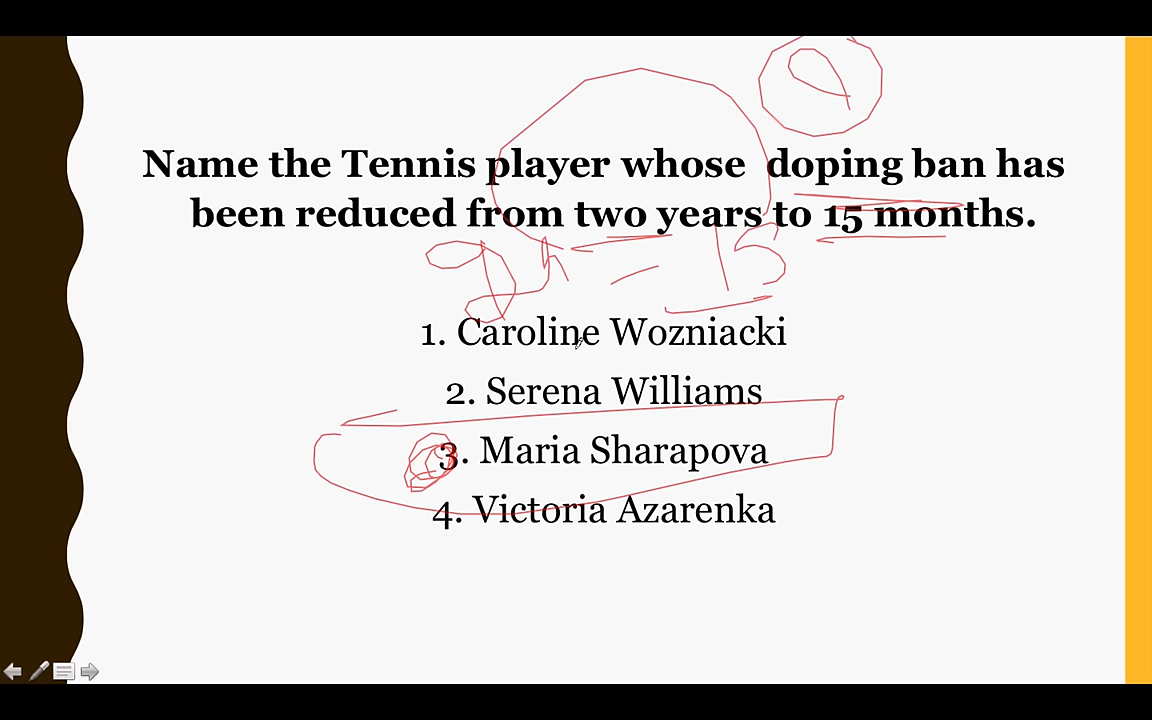 Name the Tennis player whose doping ban has
been reduced from two years to 15 months.
15
1. Caroline Wozniacki
2. Serena Williams
3. Maria Sharapova
4. Victoria Azarenka